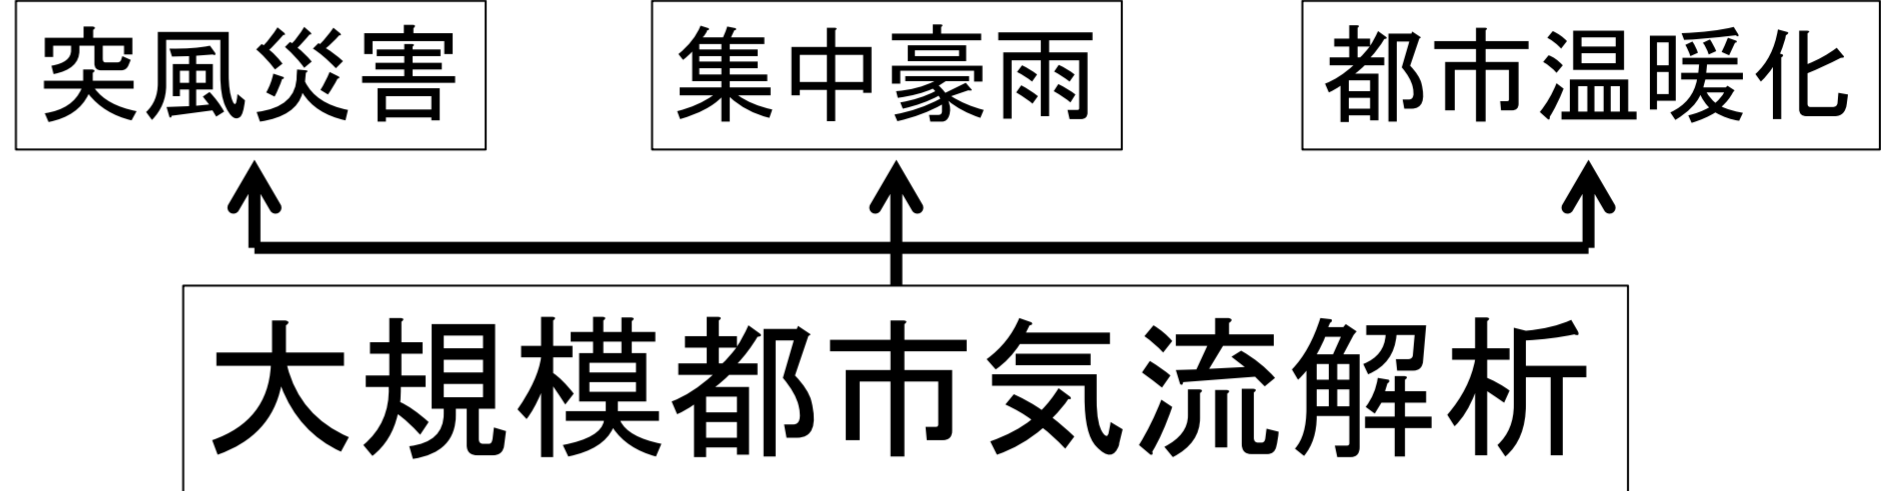 突風災害
集中豪雨
都市温暖化
大規模都市気流解析